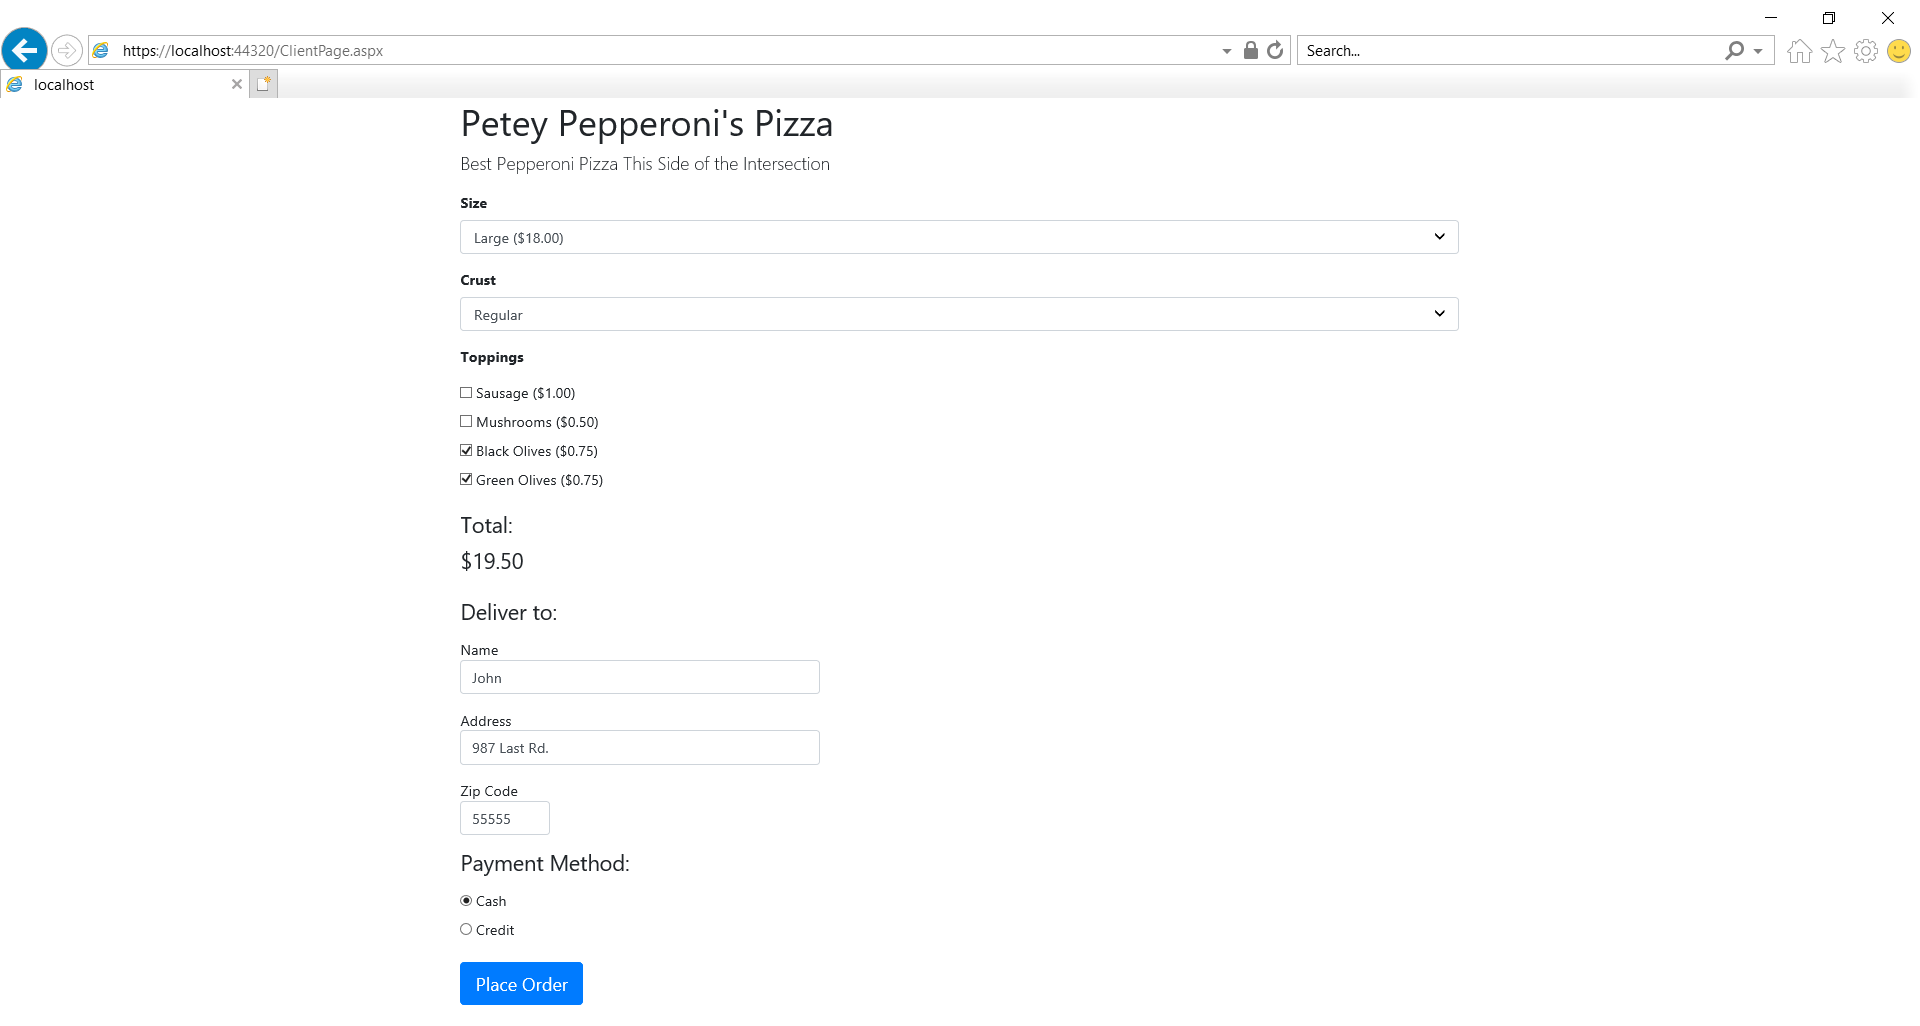 https://localhost:44320/ClientPage.aspx
Search...
localhost
Petey Pepperoni's Pizza
Best Pepperoni Pizza This Side of the Intersection
Size
Large ($18.00)
Crust
Regular
Toppings
Sausage ($1.00)
Mushrooms ($0.50)
Black Olives ($0.75)
Green Olives ($0.75)
Total:
$19.50
Deliver to:
Name
John
Address
987 Last Rd.
Zip Code
55555
Payment Method:
Cash
Credit
Place Order